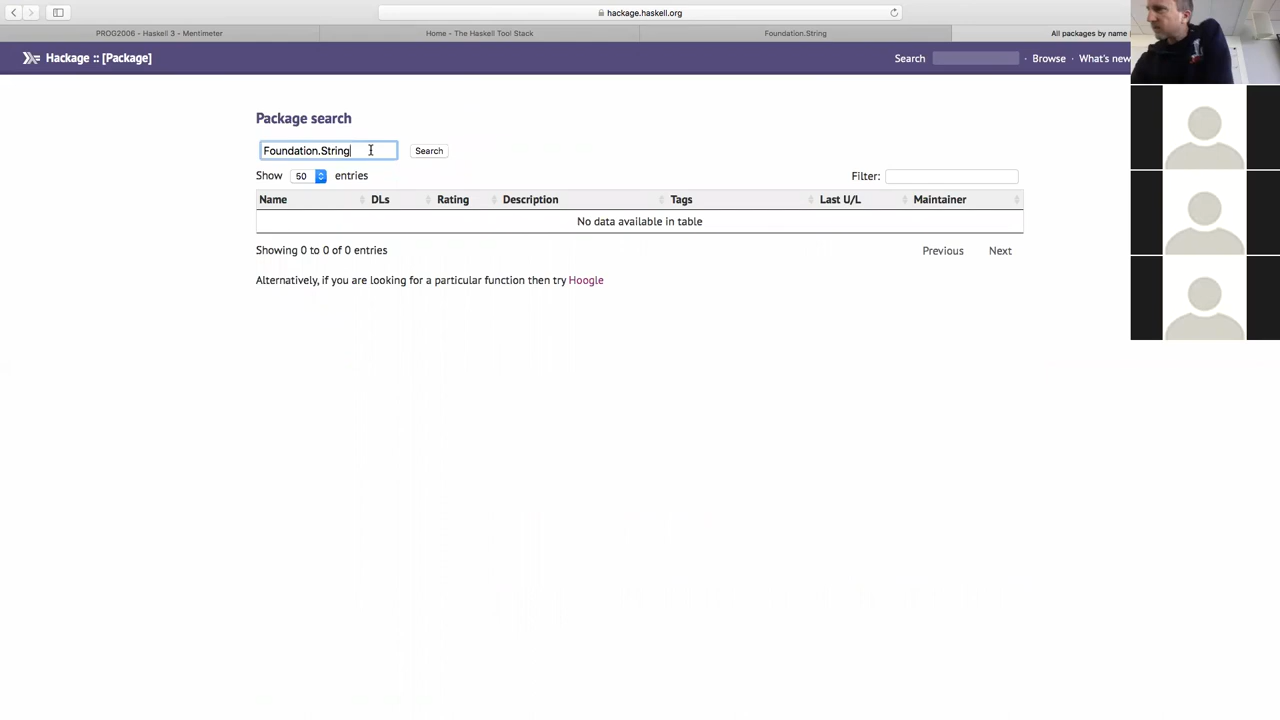 hackage.haskell.org
PROG2006 - Haskell 3 - Mentimeter
Home - The Haskell Tool Stack
Foundation.String
All packages by name
Hackage :: [Package]
Search
· Browse · What's new
Package search
Foundation.String
Search
Show 50 entries
Filter:
Name DLs Rating Description Tags Last U/L Maintainer
No data available in table
Showing 0 to 0 of 0 entries
Previous Next
Alternatively, if you are looking for a particular function then try Hoogle